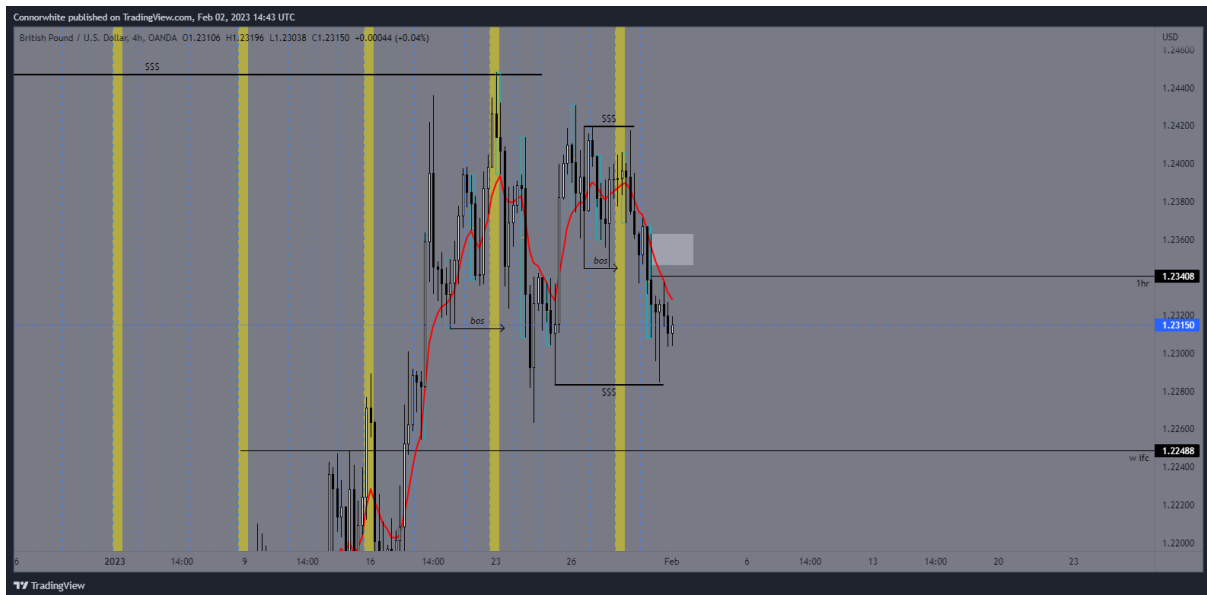 Connorwhite published on TradingView.com, Feb 02, 2023 14:43 UTC
British Pound / U.S. Dollar, 4h, OANDA O1.23106 H1.23196 L1.23038 C1.23150 +0.00044 (+0.04%)
USD
1.24600
$$$
1.24400
$$$
1.24200
1.24000
1.23800
1.23600
bos
1.23408
1hr
bos
1.23200
1.23150
1.23000
$$$
1.22800
1.22600
1.22488
w lfc
1.22400
1.22200
1.22000
6 2023 14:00 9 14:00 16 14:00 23 26 Feb 6 14:00 13 14:00 20 23
TradingView